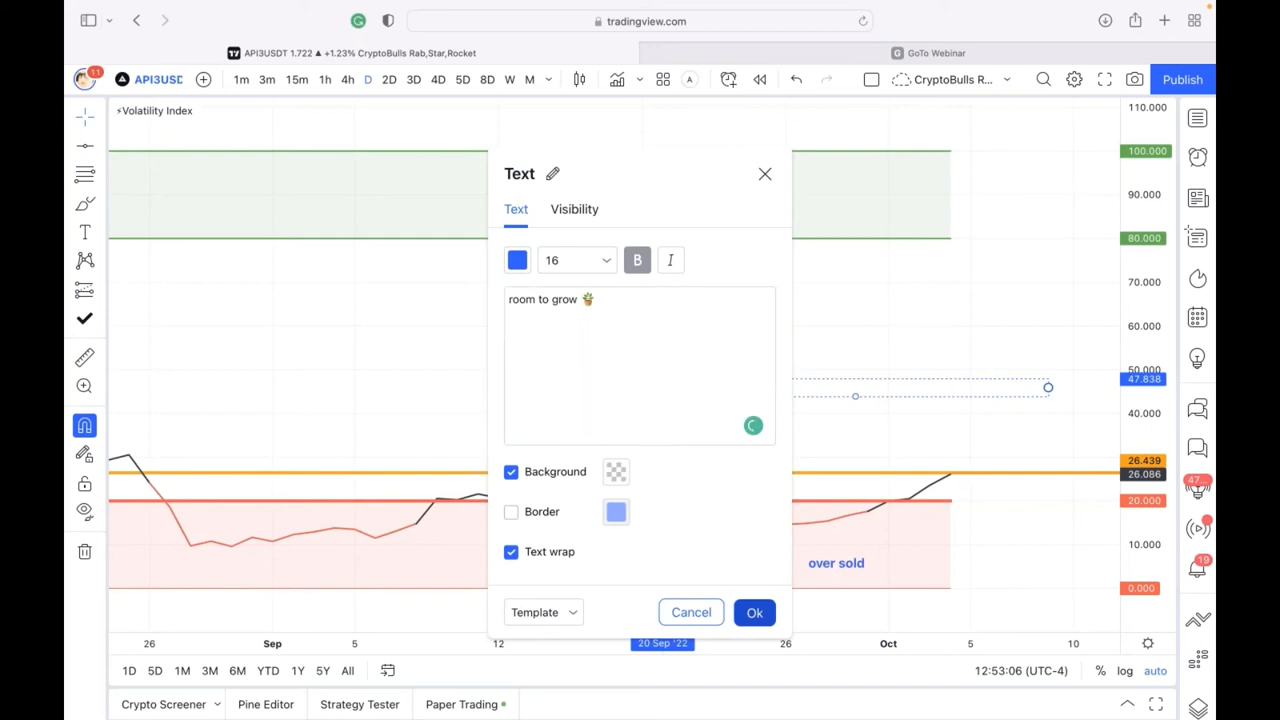 tradingview.com
API3USDT 1.722 ▲ +1.23% CryptoBulls Rab,Star,Rocket
GoTo Webinar
11
API3USD
1m 3m 15m 1h 4h D 2D 3D 4D 5D 8D W M
A
CryptoBulls R...
Publish
⚡Volatility Index
110.000
100.000
90.000
80.000
70.000
60.000
50.000
47.838
40.000
26.439
26.086
20.000
10.000
0.000
Text
Text Visibility
16 B I
room to grow 🪴
Background
Border
Text wrap
Template Cancel Ok
over sold
47...
19
26 Sep 5 12 20 Sep '22 26 Oct 5 10
1D 5D 1M 3M 6M YTD 1Y 5Y All
12:53:06 (UTC-4) % log auto
Crypto Screener Pine Editor Strategy Tester Paper Trading